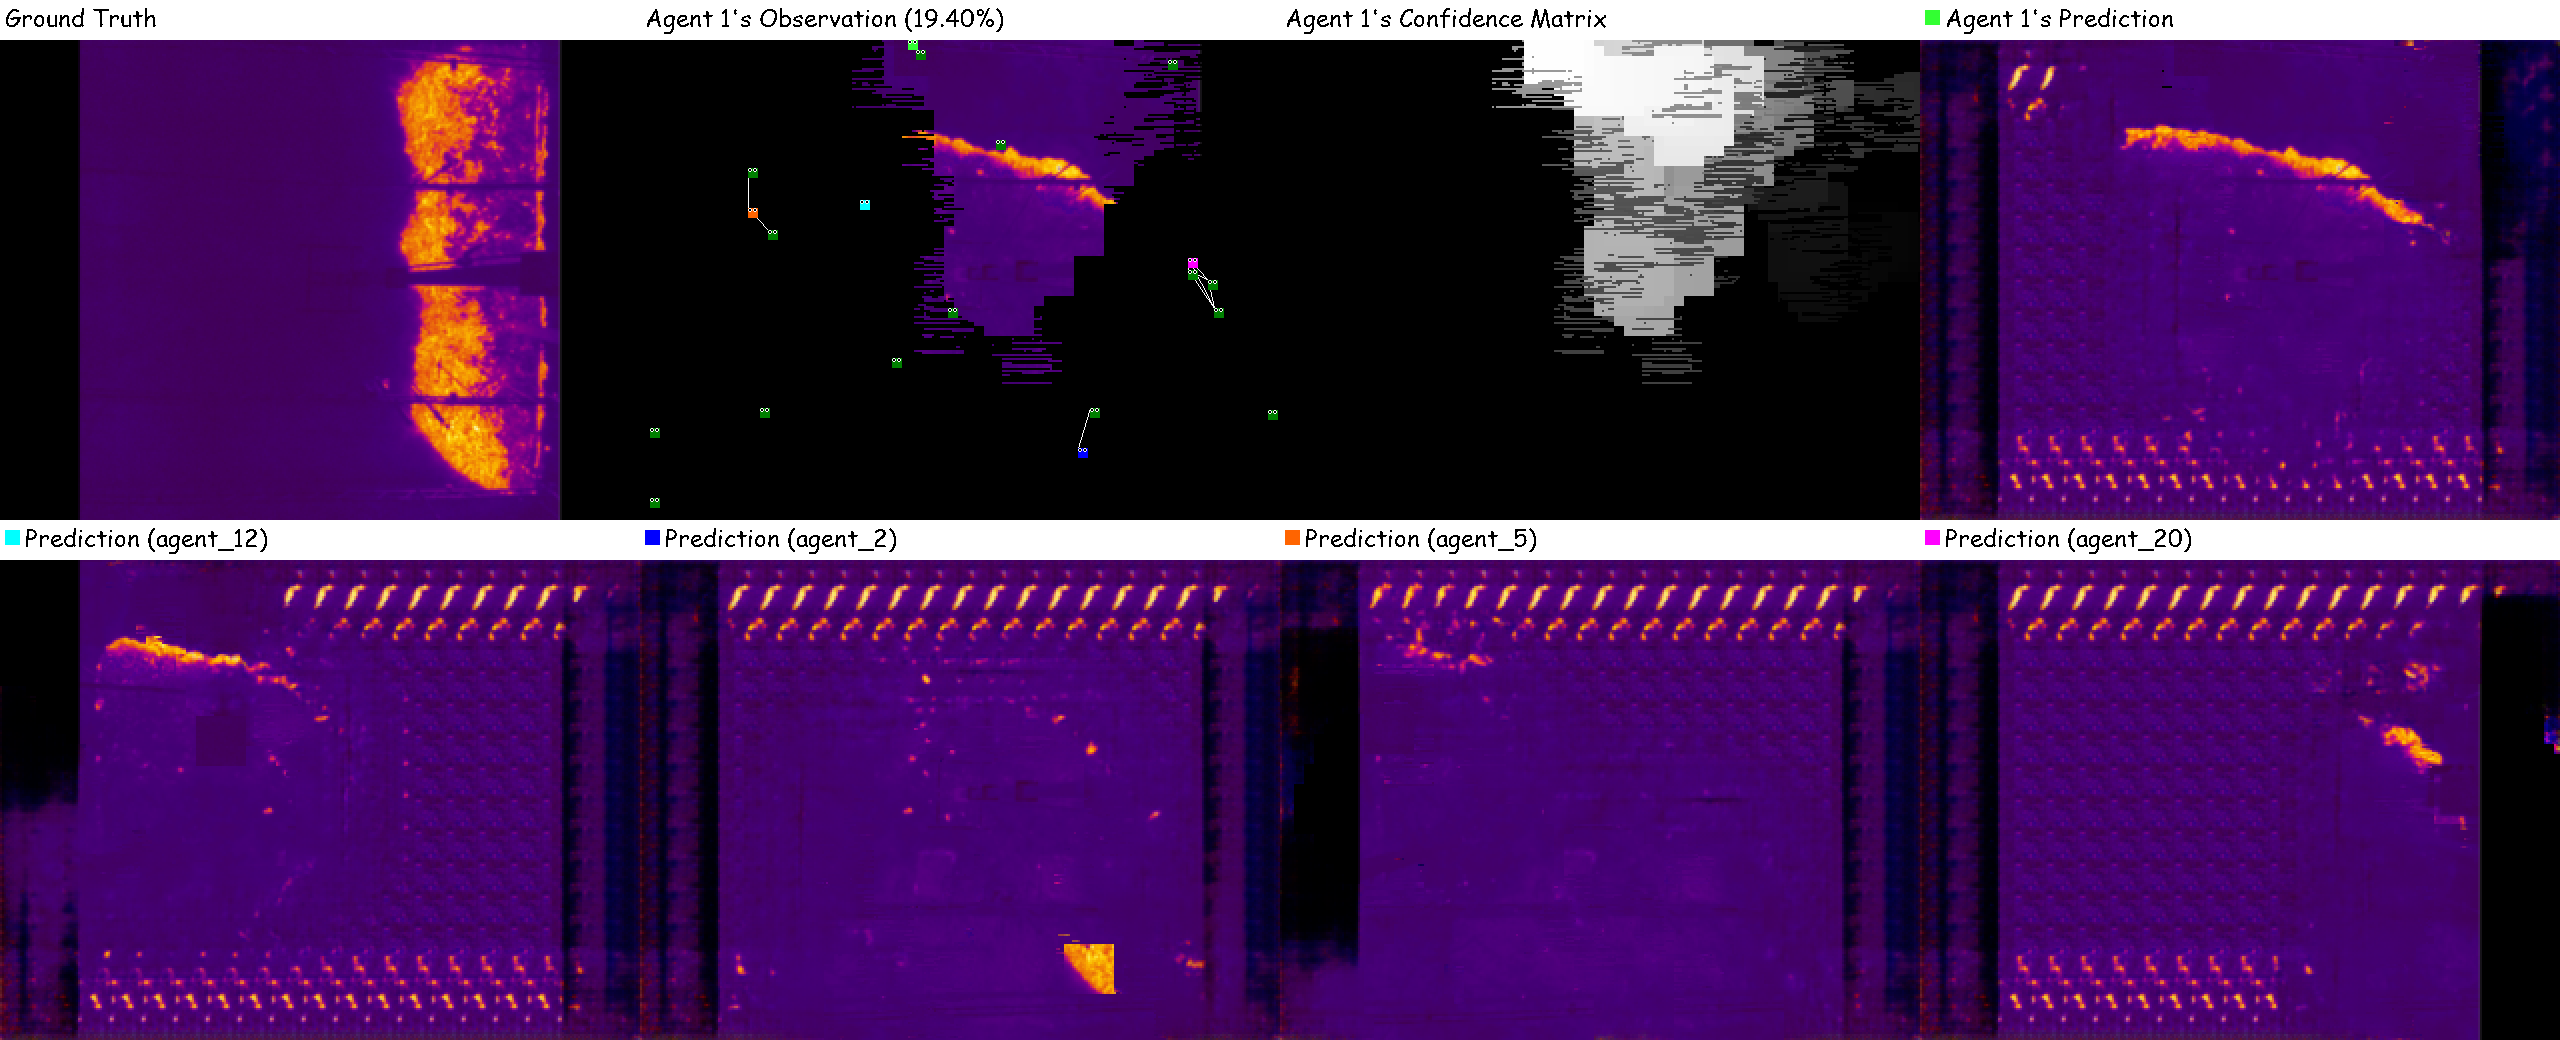 Ground Truth
Agent 1's Observation (19.40%)
Agent 1's Confidence Matrix
Agent 1's Prediction
Prediction (agent_12)
Prediction (agent_2)
Prediction (agent_5)
Prediction (agent_20)